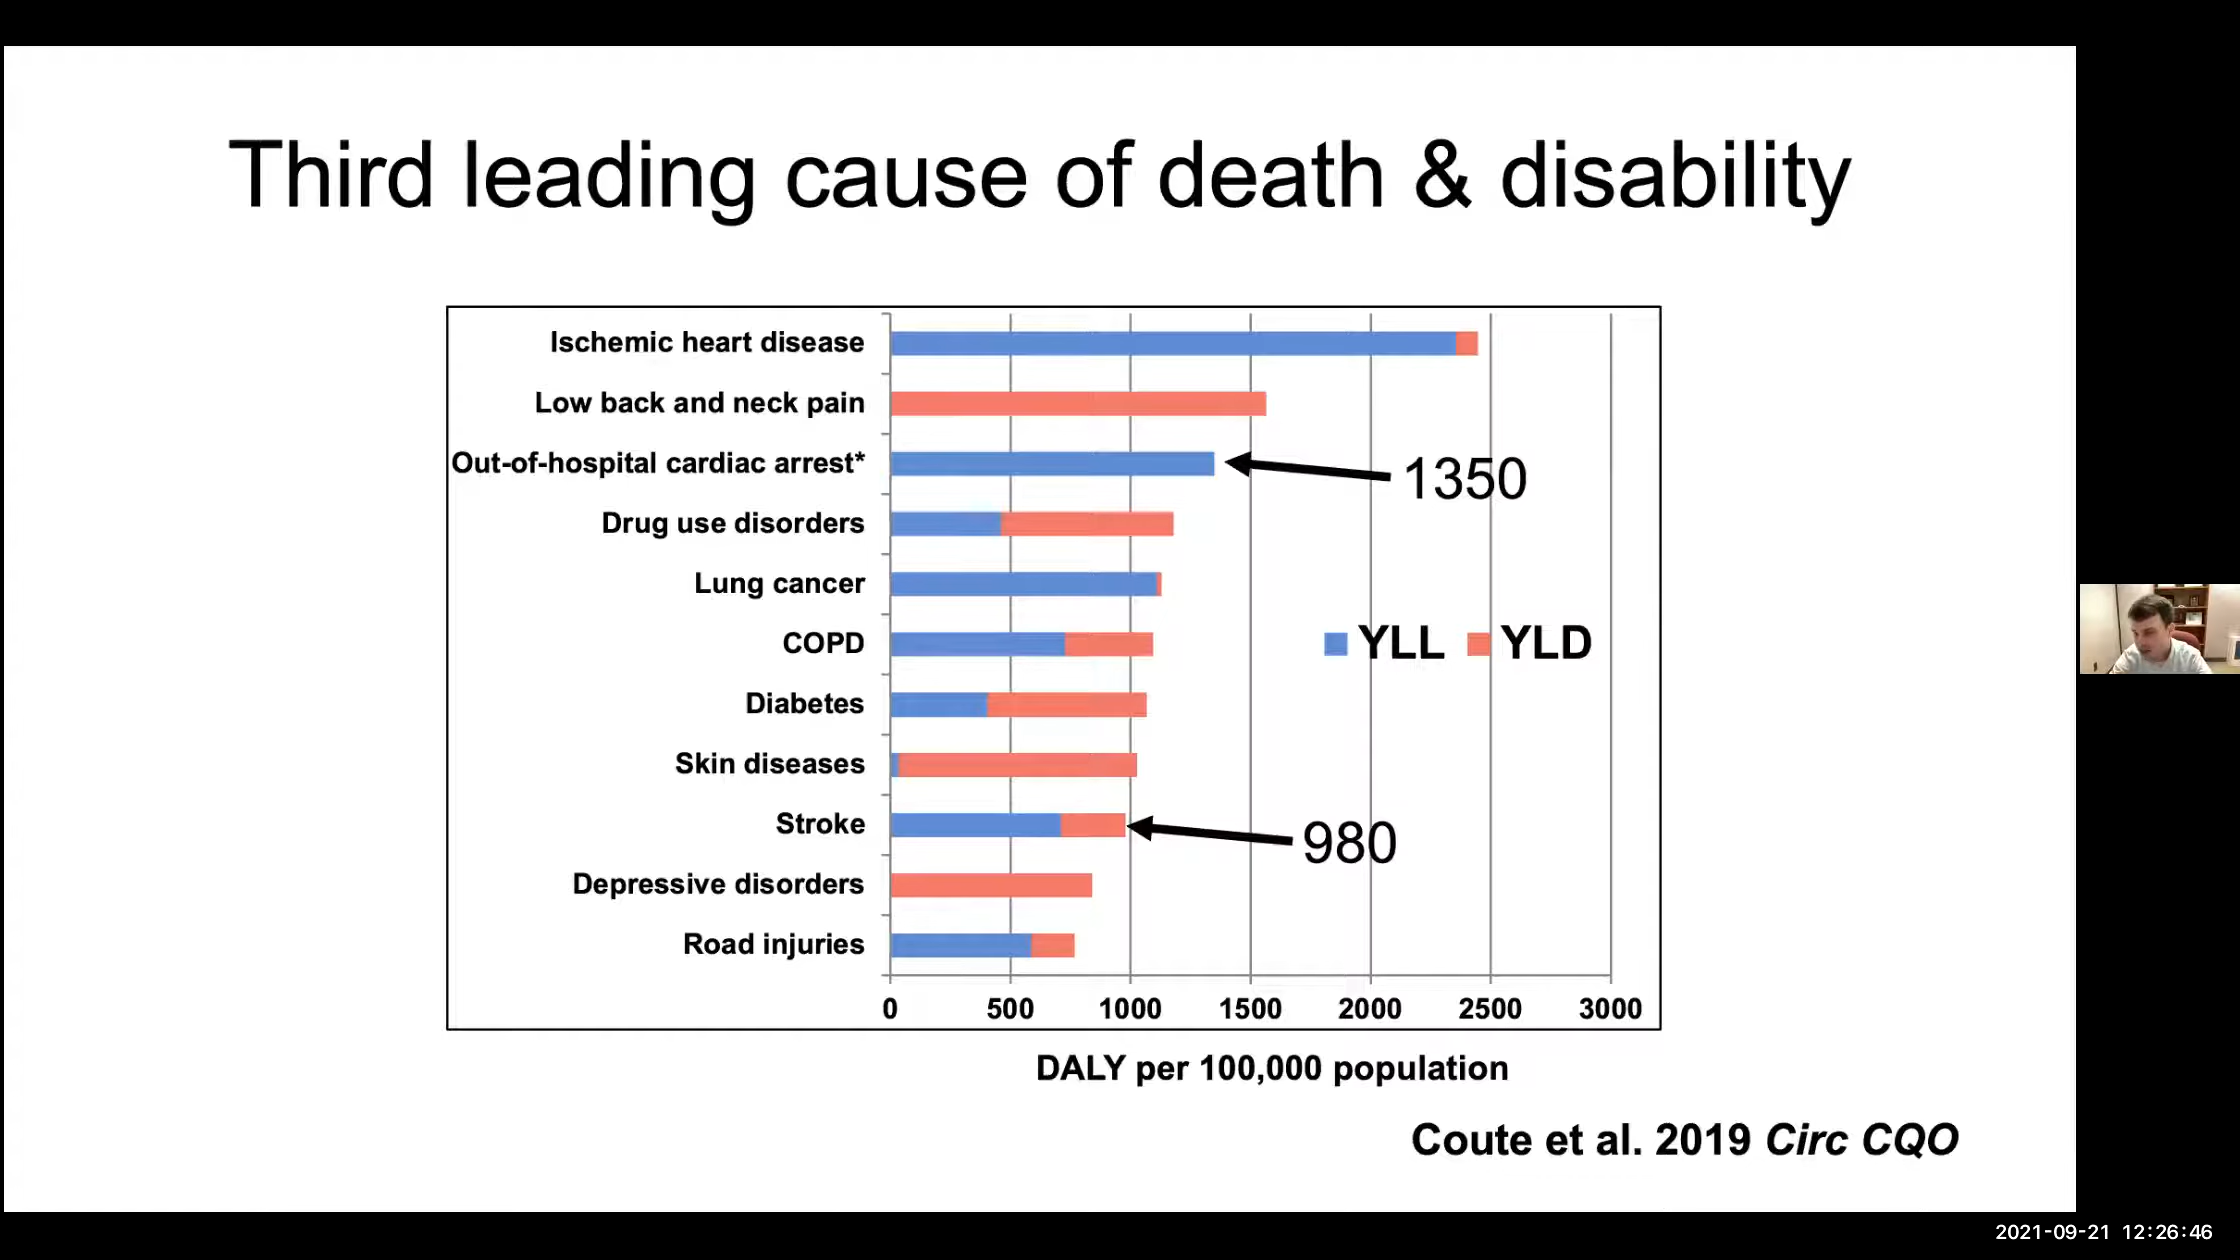 Third leading cause of death & disability
Ischemic heart disease
Low back and neck pain
Out-of-hospital cardiac arrest*
1350
Drug use disorders
Lung cancer
COPD
YLL YLD
Diabetes
Skin diseases
Stroke
980
Depressive disorders
Road injuries
0 500 1000 1500 2000 2500 3000
DALY per 100,000 population
Coute et al. 2019 Circ CQO
2021-09-21 12:26:46